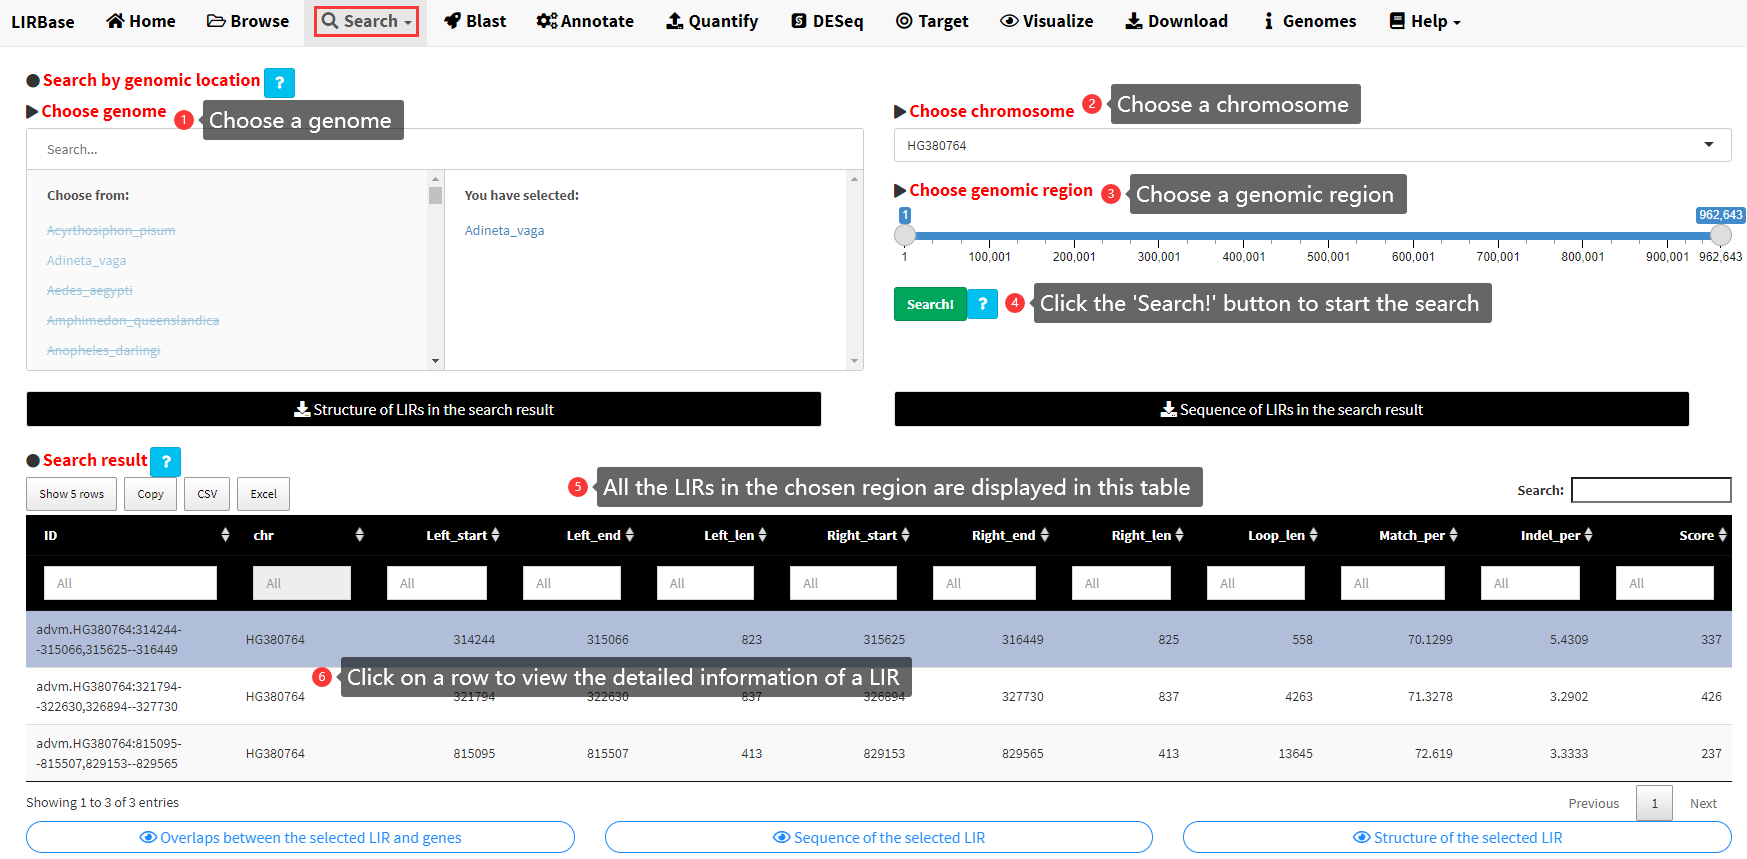 LIRBase Home Browse Search Blast Annotate Quantify DESeq Target Visualize Download Genomes Help
Search by genomic location ?
Choose genome 1 Choose a genome
Search...
Choose from:
Acyrthosiphon_pisum
Adineta_vaga
Aedes_aegypti
Amphimedon_queenslandica
Anopheles_darlingi
You have selected:
Adineta_vaga
Choose chromosome 2 Choose a chromosome
HG380764
Choose genomic region 3 Choose a genomic region
1 962,643
1 100,001 200,001 300,001 400,001 500,001 600,001 700,001 800,001 900,001 962,643
Search! ? 4 Click the 'Search!' button to start the search
Structure of LIRs in the search result
Sequence of LIRs in the search result
Search result ?
Show 5 rows Copy CSV Excel
5 All the LIRs in the chosen region are displayed in this table
Search:
ID chr Left_start Left_end Left_len Right_start Right_end Right_len Loop_len Match_per Indel_per Score
All All All All All All All All All All All All
advm.HG380764:314244-
-315066,315625--316449
HG380764 314244 315066 823 315625 316449 825 558 70.1299 5.4309 337
6 Click on a row to view the detailed information of a LIR
advm.HG380764:321794-
-322630,326894--327730
HG380764 321794 322630 837 326894 327730 837 4263 71.3278 3.2902 426
advm.HG380764:815095-
-815507,829153--829565
HG380764 815095 815507 413 829153 829565 413 13645 72.619 3.3333 237
Showing 1 to 3 of 3 entries
Previous 1 Next
Overlaps between the selected LIR and genes
Sequence of the selected LIR
Structure of the selected LIR